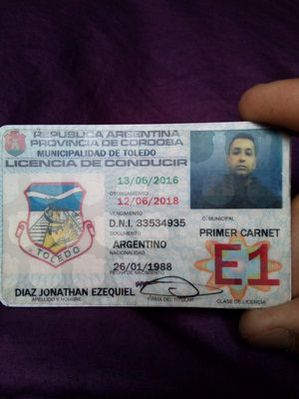 REPUBLICA ARGENTINA
PROVINCIA DE CORDOBA
MUNICIPALIDAD DE TOLEDO
LICENCIA DE CONDUCIR
13/05/2016
OTORGAMIENTO
12/06/2018
VENCIMIENTO
D.N.I. 33534935
DOCUMENTO
ARGENTINO
NACIONALIDAD
26/01/1988
FECHA DE NACIMIENTO
TOLEDO
DIAZ JONATHAN EZEQUIEL
APELLIDO Y NOMBRE
FIRMA DEL TITULAR
C. MUNICIPAL
PRIMER CARNET
E1
CLASE DE LICENCIA